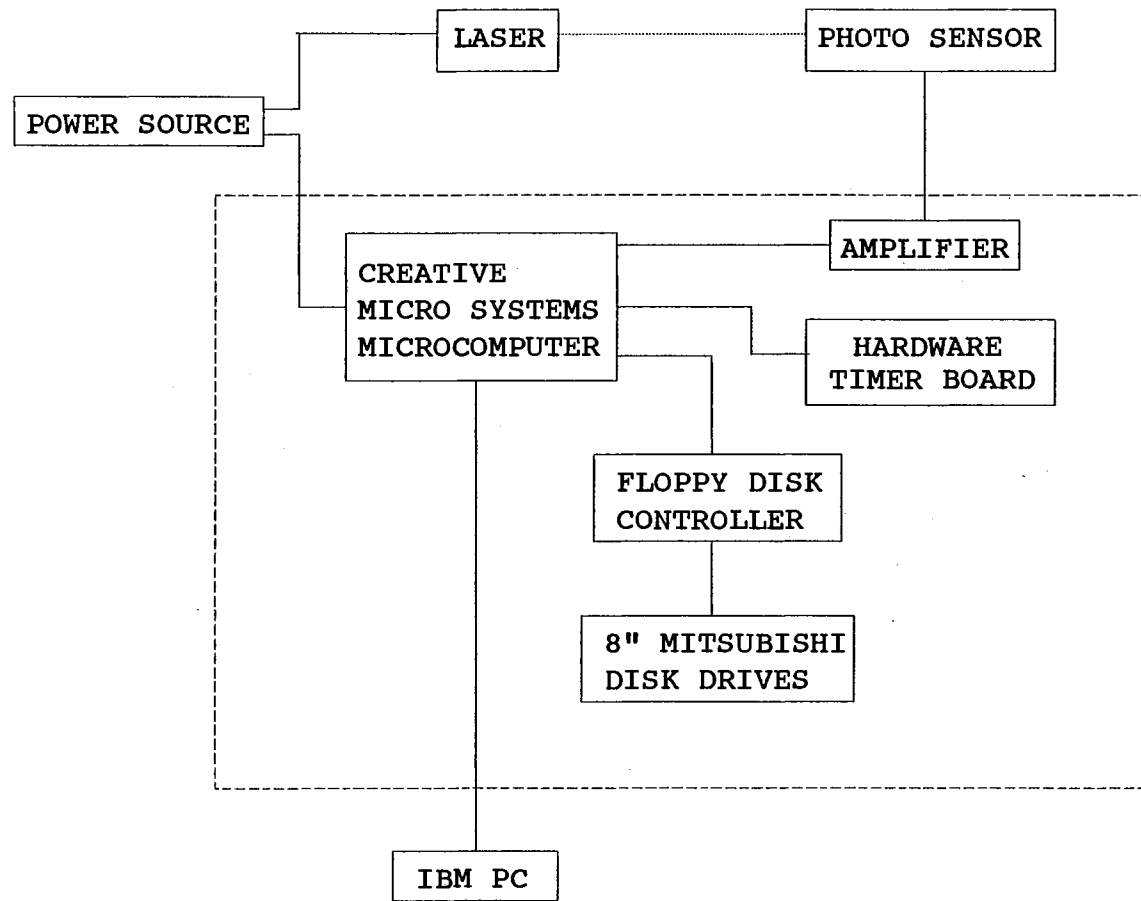 LASER
PHOTO SENSOR
POWER SOURCE
AMPLIFIER
CREATIVE
MICRO SYSTEMS
MICROCOMPUTER
HARDWARE
TIMER BOARD
FLOPPY DISK
CONTROLLER
8" MITSUBISHI
DISK DRIVES
IBM PC